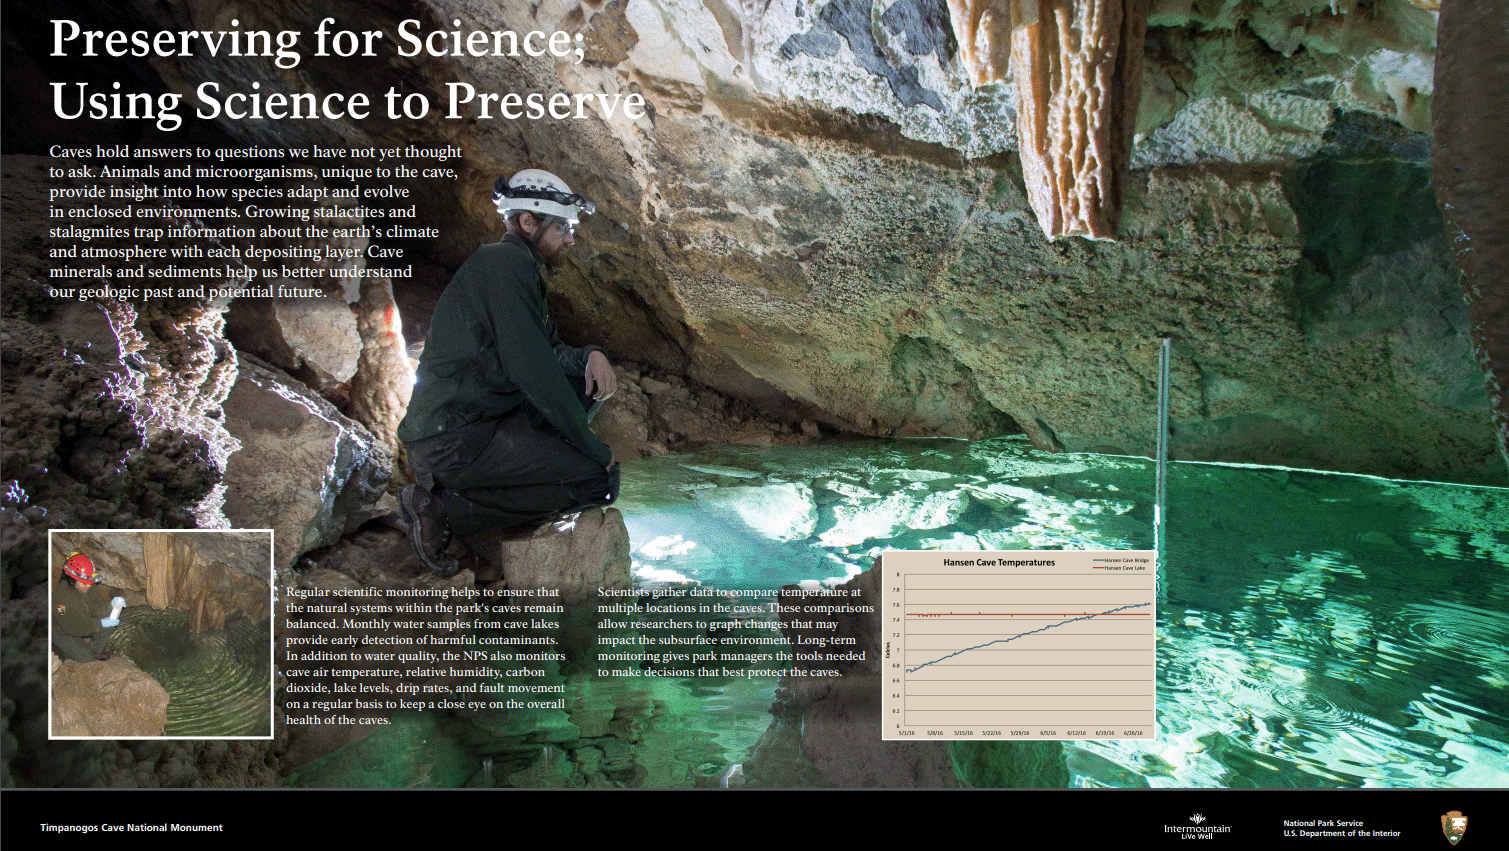 Preserving for Science;
Using Science to Preserve
Caves hold answers to questions we have not yet thought
to ask. Animals and microorganisms, unique to the cave,
provide insight into how species adapt and evolve
in enclosed environments. Growing stalactites and
stalagmites trap information about the earth's climate
and atmosphere with each depositing layer. Cave
minerals and sediments help us better understand
our geologic past and potential future.
Regular scientific monitoring helps to ensure that
the natural systems within the park's caves remain
balanced. Monthly water samples from cave lakes
provide early detection of harmful contaminants.
In addition to water quality, the NPS also monitors
cave air temperature, relative humidity, carbon
dioxide, lake levels, drip rates, and fault movement
on a regular basis to keep a close eye on the overall
health of the caves.
Scientists gather data to compare temperature at
multiple locations in the caves. These comparisons
allow researchers to graph changes that may
impact the subsurface environment. Long-term
monitoring gives park managers the tools needed
to make decisions that best protect the caves.
Hansen Cave Temperatures
Hansen Cave Bridge
Hansen Cave Lake
Celsius
8
7.8
7.6
7.4
7.2
7
6.8
6.6
6.4
6.2
6
5/1/16 5/8/16 5/15/16 5/22/16 5/29/16 6/5/16 6/12/16 6/19/16 6/26/16
Timpanogos Cave National Monument
Intermountain
LiVe Well
National Park Service
U.S. Department of the Interior